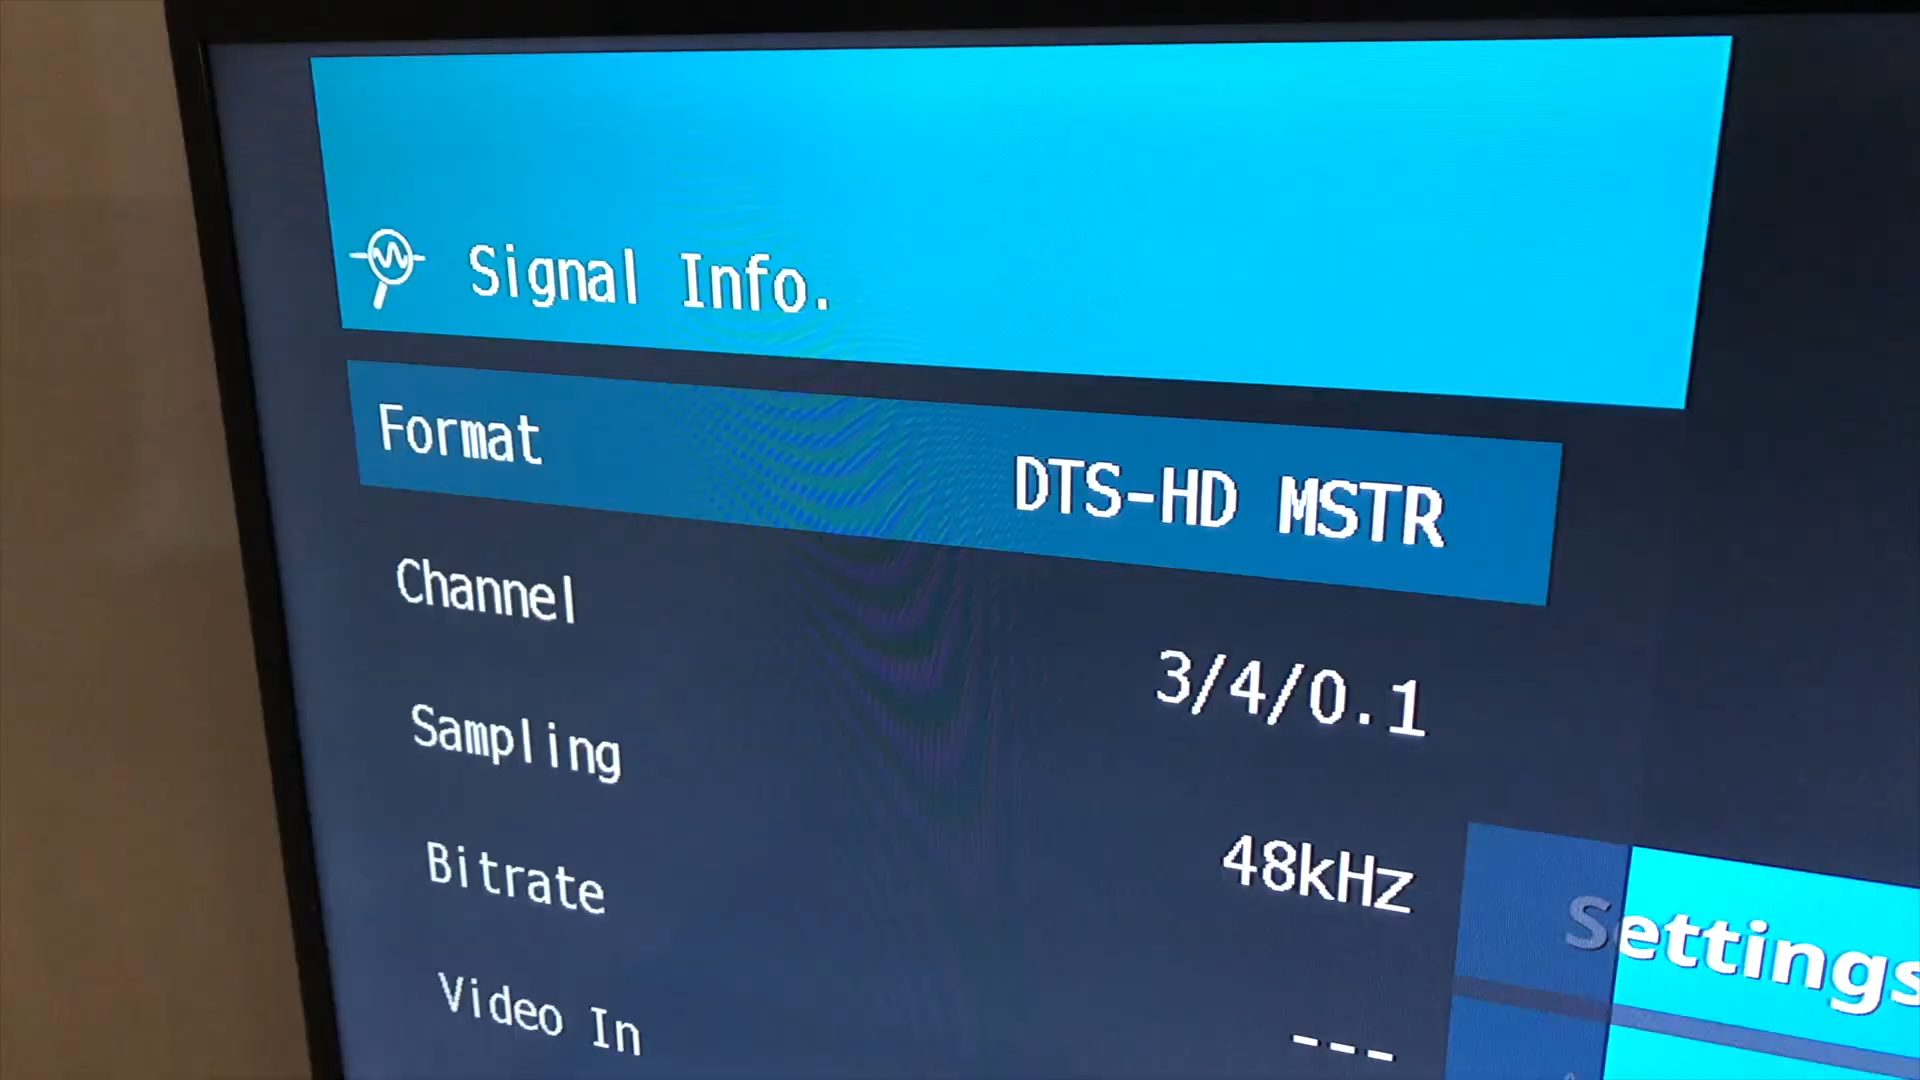 Signal Info.
Format DTS-HD MSTR
Channel 3/4/0.1
Sampling 48kHz
Bitrate ---
Video In
Settings